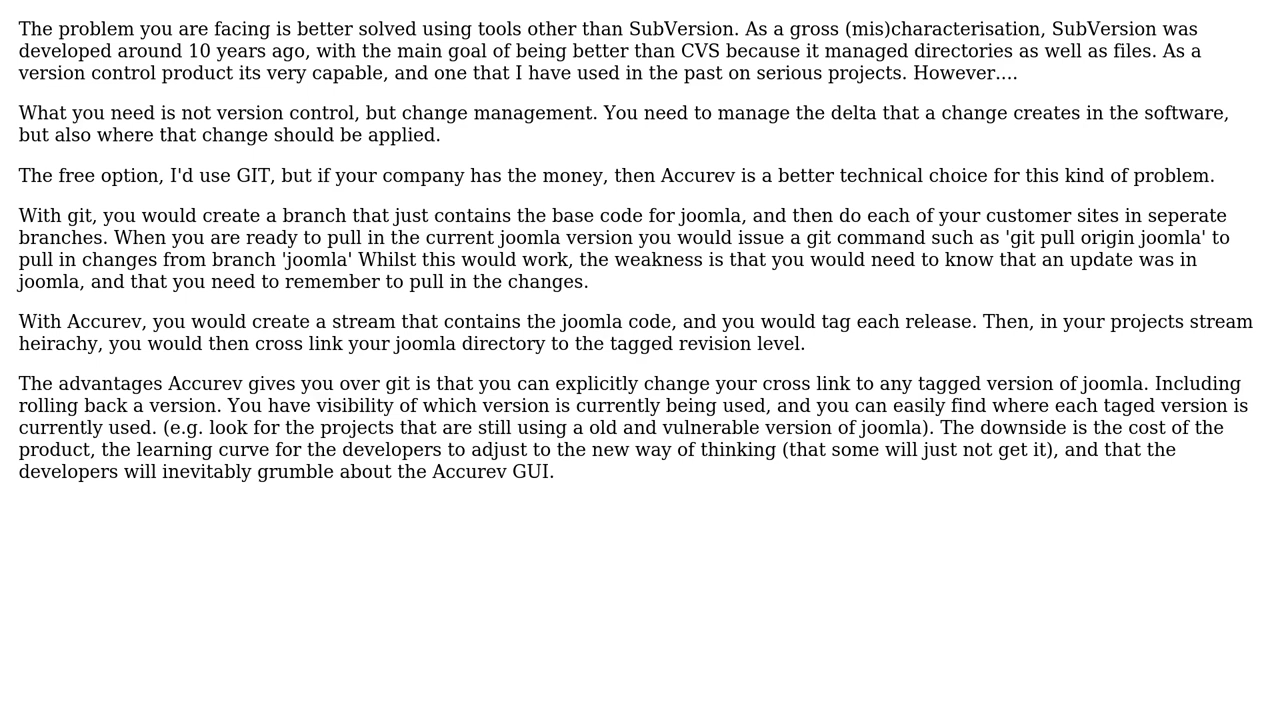 The problem you are facing is better solved using tools other than SubVersion. As a gross (mis)characterisation, SubVersion was
developed around 10 years ago, with the main goal of being better than CVS because it managed directories as well as files. As a
version control product its very capable, and one that I have used in the past on serious projects. However....
What you need is not version control, but change management. You need to manage the delta that a change creates in the software,
but also where that change should be applied.
The free option, I'd use GIT, but if your company has the money, then Accurev is a better technical choice for this kind of problem.
With git, you would create a branch that just contains the base code for joomla, and then do each of your customer sites in seperate
branches. When you are ready to pull in the current joomla version you would issue a git command such as 'git pull origin joomla' to
pull in changes from branch 'joomla' Whilst this would work, the weakness is that you would need to know that an update was in
joomla, and that you need to remember to pull in the changes.
With Accurev, you would create a stream that contains the joomla code, and you would tag each release. Then, in your projects stream
heirachy, you would then cross link your joomla directory to the tagged revision level.
The advantages Accurev gives you over git is that you can explicitly change your cross link to any tagged version of joomla. Including
rolling back a version. You have visibility of which version is currently being used, and you can easily find where each taged version is
currently used. (e.g. look for the projects that are still using a old and vulnerable version of joomla). The downside is the cost of the
product, the learning curve for the developers to adjust to the new way of thinking (that some will just not get it), and that the
developers will inevitably grumble about the Accurev GUI.